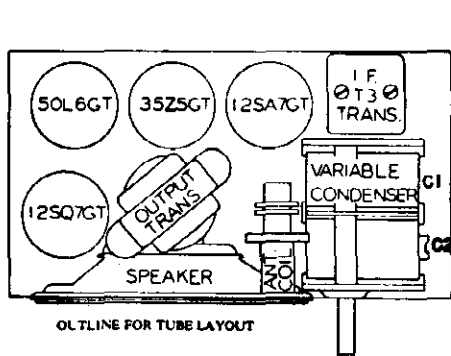 50L6GT
35Z5GT
12SA7GT
I.F.
T3
TRANS.
12SQ7GT
OUTPUT
TRANS
VARIABLE
CONDENSER
C1
C2
SPEAKER
ANT
COIL
OUTLINE FOR TUBE LAYOUT